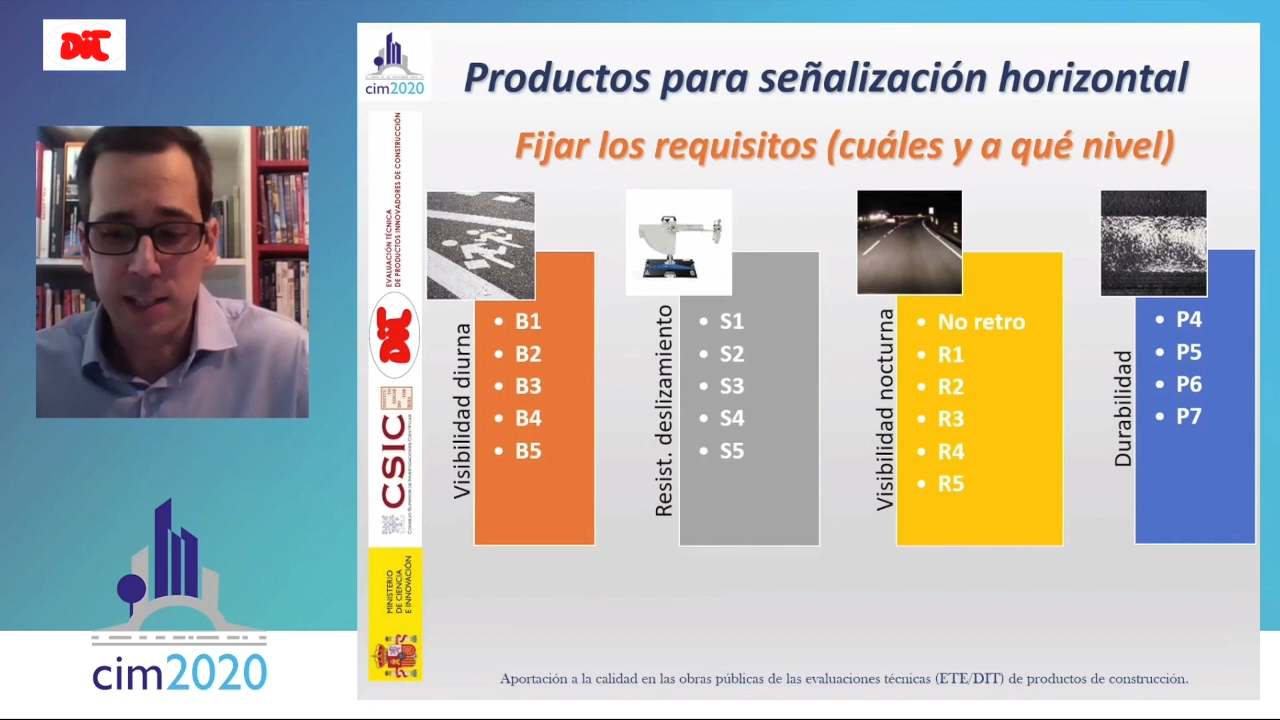 DiT
cim2020
Productos para señalización horizontal
Fijar los requisitos (cuáles y a qué nivel)
EVALUACIÓN TÉCNICA
DE PRODUCTOS INNOVADORES DE CONSTRUCCIÓN
DiT
CSIC
CONSEJO SUPERIOR DE INVESTIGACIONES CIENTÍFICAS
MINISTERIO
DE CIENCIA
E INNOVACIÓN
Visibilidad diurna
• B1
• B2
• B3
• B4
• B5
Resist. deslizamiento
• S1
• S2
• S3
• S4
• S5
Visibilidad nocturna
• No retro
• R1
• R2
• R3
• R4
• R5
Durabilidad
• P4
• P5
• P6
• P7
Aportación a la calidad en las obras públicas de las evaluaciones técnicas (ETE/DIT) de productos de construcción.
cim2020